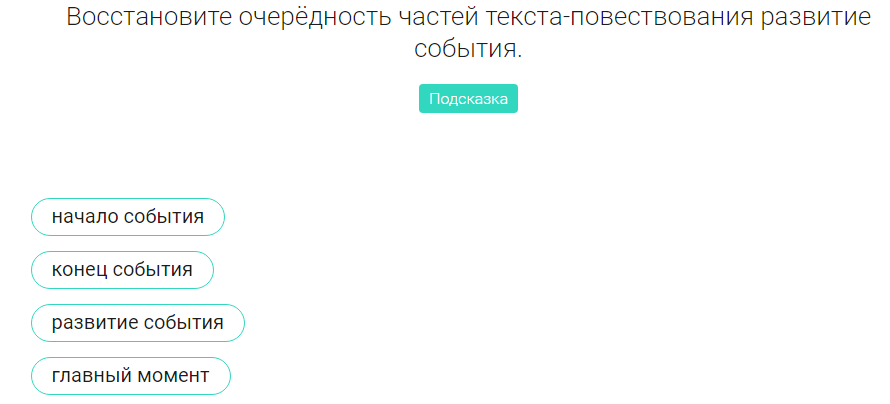 Восстановите очерёдность частей текста-повествования развитие
события.
Подсказка
начало события
конец события
развитие события
главный момент